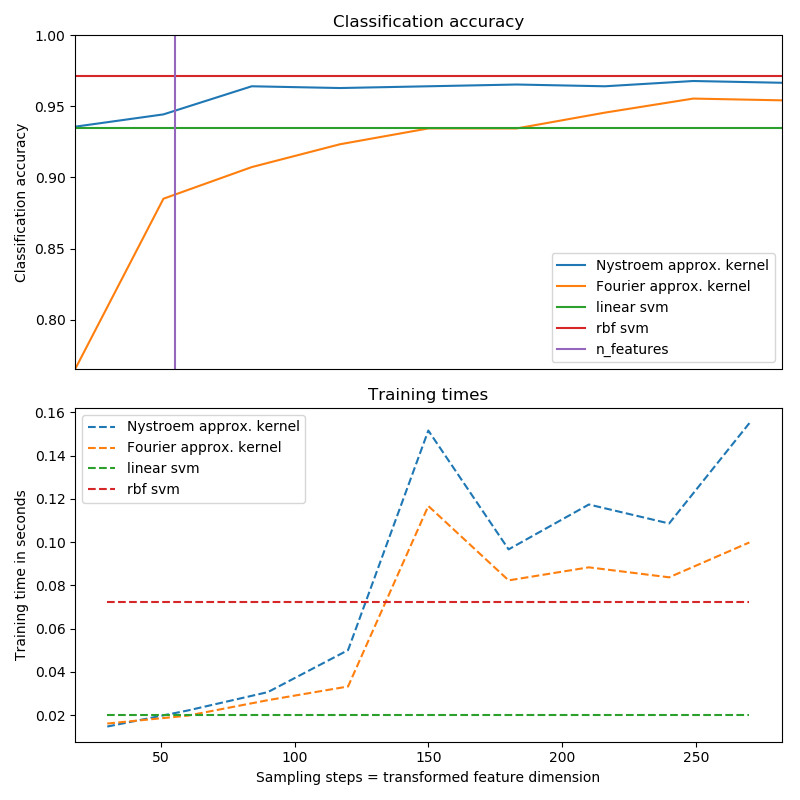 Classification accuracy
Classification accuracy
1.00
0.95
0.90
0.85
0.80
Nystroem approx. kernel
Fourier approx. kernel
linear svm
rbf svm
n_features
Training times
Training time in seconds
0.16
0.14
0.12
0.10
0.08
0.06
0.04
0.02
Nystroem approx. kernel
Fourier approx. kernel
linear svm
rbf svm
50 100 150 200 250
Sampling steps = transformed feature dimension